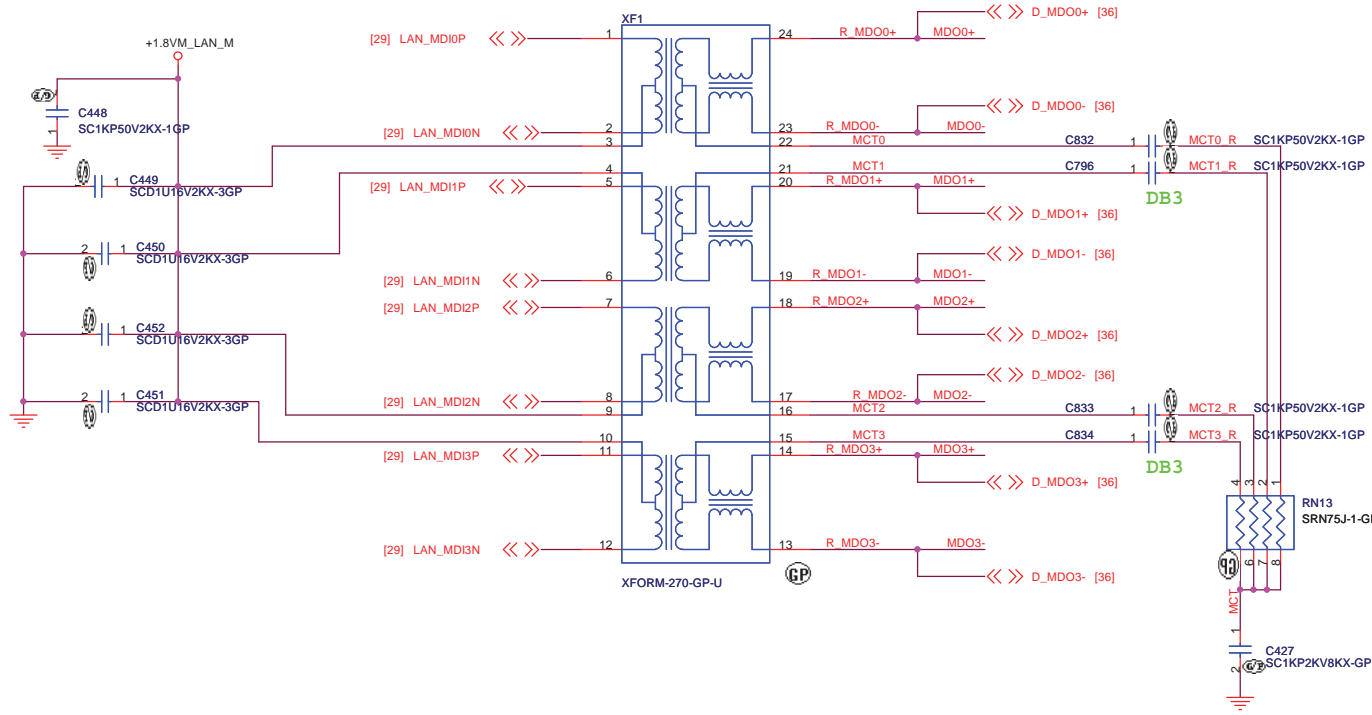 +1.8VM_LAN_M
C448
SC1KP50V2KX-1GP
1
C449
SCD1U16V2KX-3GP
1
C450
SCD1U16V2KX-3GP
2 1
C452
SCD1U16V2KX-3GP
1
C451
SCD1U16V2KX-3GP
2 1
[29] LAN_MDI0P
[29] LAN_MDI0N
[29] LAN_MDI1P
[29] LAN_MDI1N
[29] LAN_MDI2P
[29] LAN_MDI2N
[29] LAN_MDI3P
[29] LAN_MDI3N
XF1
1
2
3
4
5
6
7
8
9
10
11
12
24
23
22
21
20
19
18
17
16
15
14
13
XFORM-270-GP-U
GP
R_MDO0+ MDO0+
D_MDO0+ [36]
D_MDO0- [36]
R_MDO0- MDO0-
MCT0 C832 1 MCT0_R SC1KP50V2KX-1GP
MCT1 C796 1 MCT1_R SC1KP50V2KX-1GP
DB3
R_MDO1+ MDO1+
D_MDO1+ [36]
D_MDO1- [36]
R_MDO1- MDO1-
R_MDO2+ MDO2+
D_MDO2+ [36]
D_MDO2- [36]
R_MDO2- MDO2-
MCT2 C833 1 MCT2_R SC1KP50V2KX-1GP
MCT3 C834 1 MCT3_R SC1KP50V2KX-1GP
DB3
R_MDO3+ MDO3+
D_MDO3+ [36]
R_MDO3- MDO3-
D_MDO3- [36]
4 3 2 1
RN13
SRN75J-1-G
GP
6 7 8
MCT
1
C427
SC1KP2KV8KX-GP
2